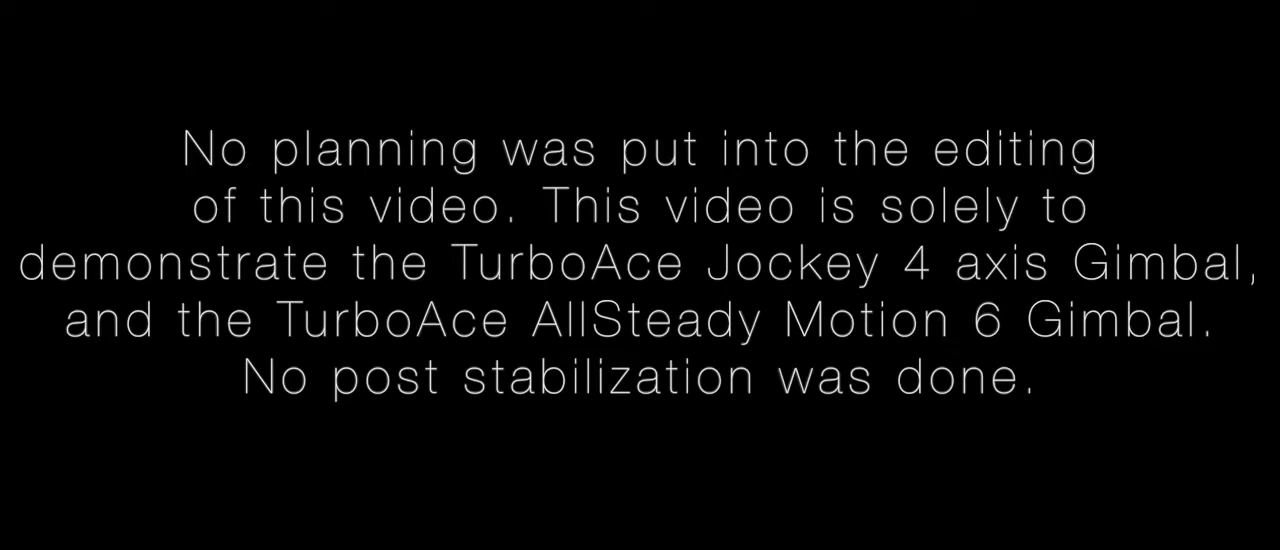 No planning was put into the editing
of this video. This video is solely to
demonstrate the TurboAce Jockey 4 axis Gimbal,
and the TurboAce AllSteady Motion 6 Gimbal.
No post stabilization was done.